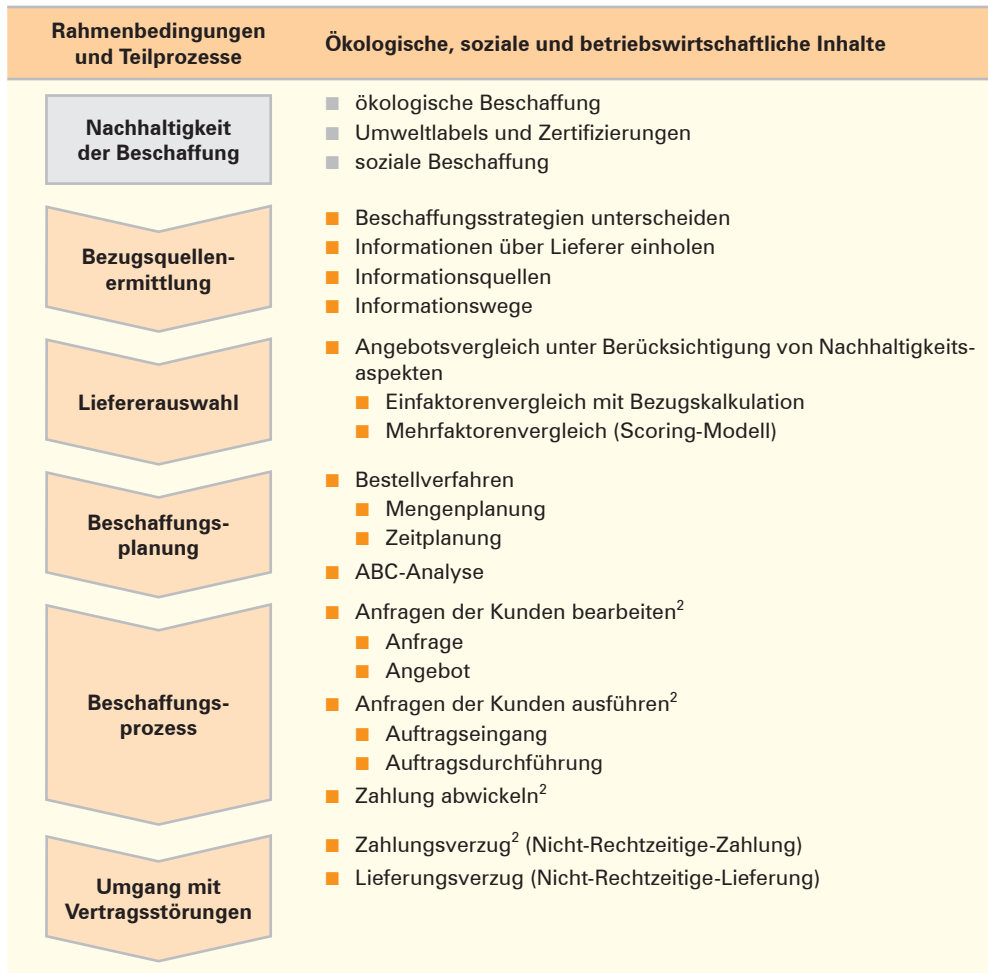 Rahmenbedingungen
und Teilprozesse
Ökologische, soziale und betriebswirtschaftliche Inhalte
Nachhaltigkeit
der Beschaffung
ökologische Beschaffung
Umweltlabels und Zertifizierungen
soziale Beschaffung
Bezugsquellen-
ermittlung
Beschaffungsstrategien unterscheiden
Informationen über Lieferer einholen
Informationsquellen
Informationswege
Liefererauswahl
Angebotsvergleich unter Berücksichtigung von Nachhaltigkeits-
aspekten
Einfaktorenvergleich mit Bezugskalkulation
Mehrfaktorenvergleich (Scoring-Modell)
Beschaffungs-
planung
Bestellverfahren
Mengenplanung
Zeitplanung
ABC-Analyse
Beschaffungs-
prozess
Anfragen der Kunden bearbeiten²
Anfrage
Angebot
Anfragen der Kunden ausführen²
Auftragseingang
Auftragsdurchführung
Zahlung abwickeln²
Umgang mit
Vertragsstörungen
Zahlungsverzug² (Nicht-Rechtzeitige-Zahlung)
Lieferungsverzug (Nicht-Rechtzeitige-Lieferung)